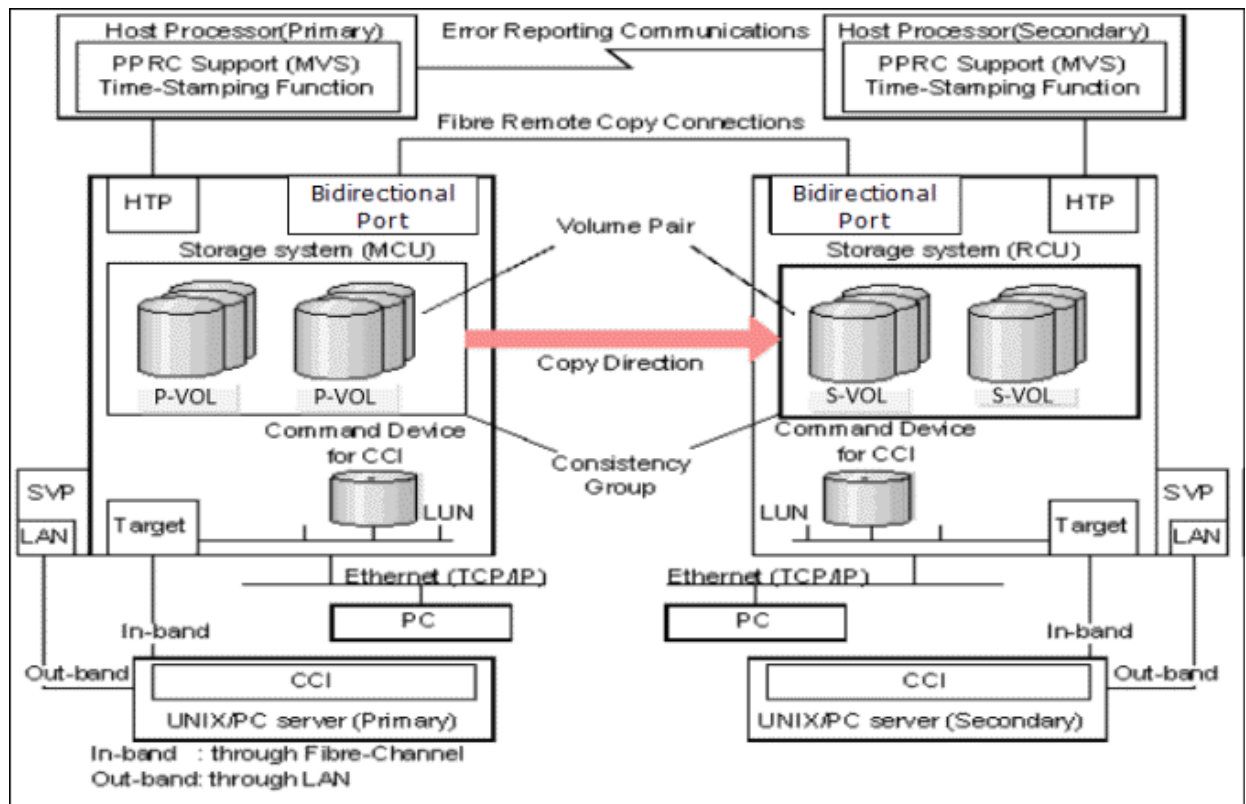 Host Processor(Primary)
Error Reporting Communications
Host Processor(Secondary)
PPRC Support (MVS)
Time-Stamping Function
PPRC Support (MVS)
Time-Stamping Function
Fibre Remote Copy Connections
HTP
Bidirectional
Port
Bidirectional
Port
HTP
Storage system (MCU)
Volume Pair
Storage system (RCU)
Copy Direction
P-VOL
P-VOL
S-VOL
S-VOL
Command Device
for CCI
Consistency
Group
Command Device
for CCI
SVP
LAN
Target
LUN
LUN
Target
SVP
LAN
Ethernet (TCP/IP)
Ethernet (TCP/IP)
PC
PC
In-band
In-band
Out-band
Out-band
CCI
UNIX/PC server (Primary)
CCI
UNIX/PC server (Secondary)
In-band : through Fibre-Channel
Out-band: through LAN